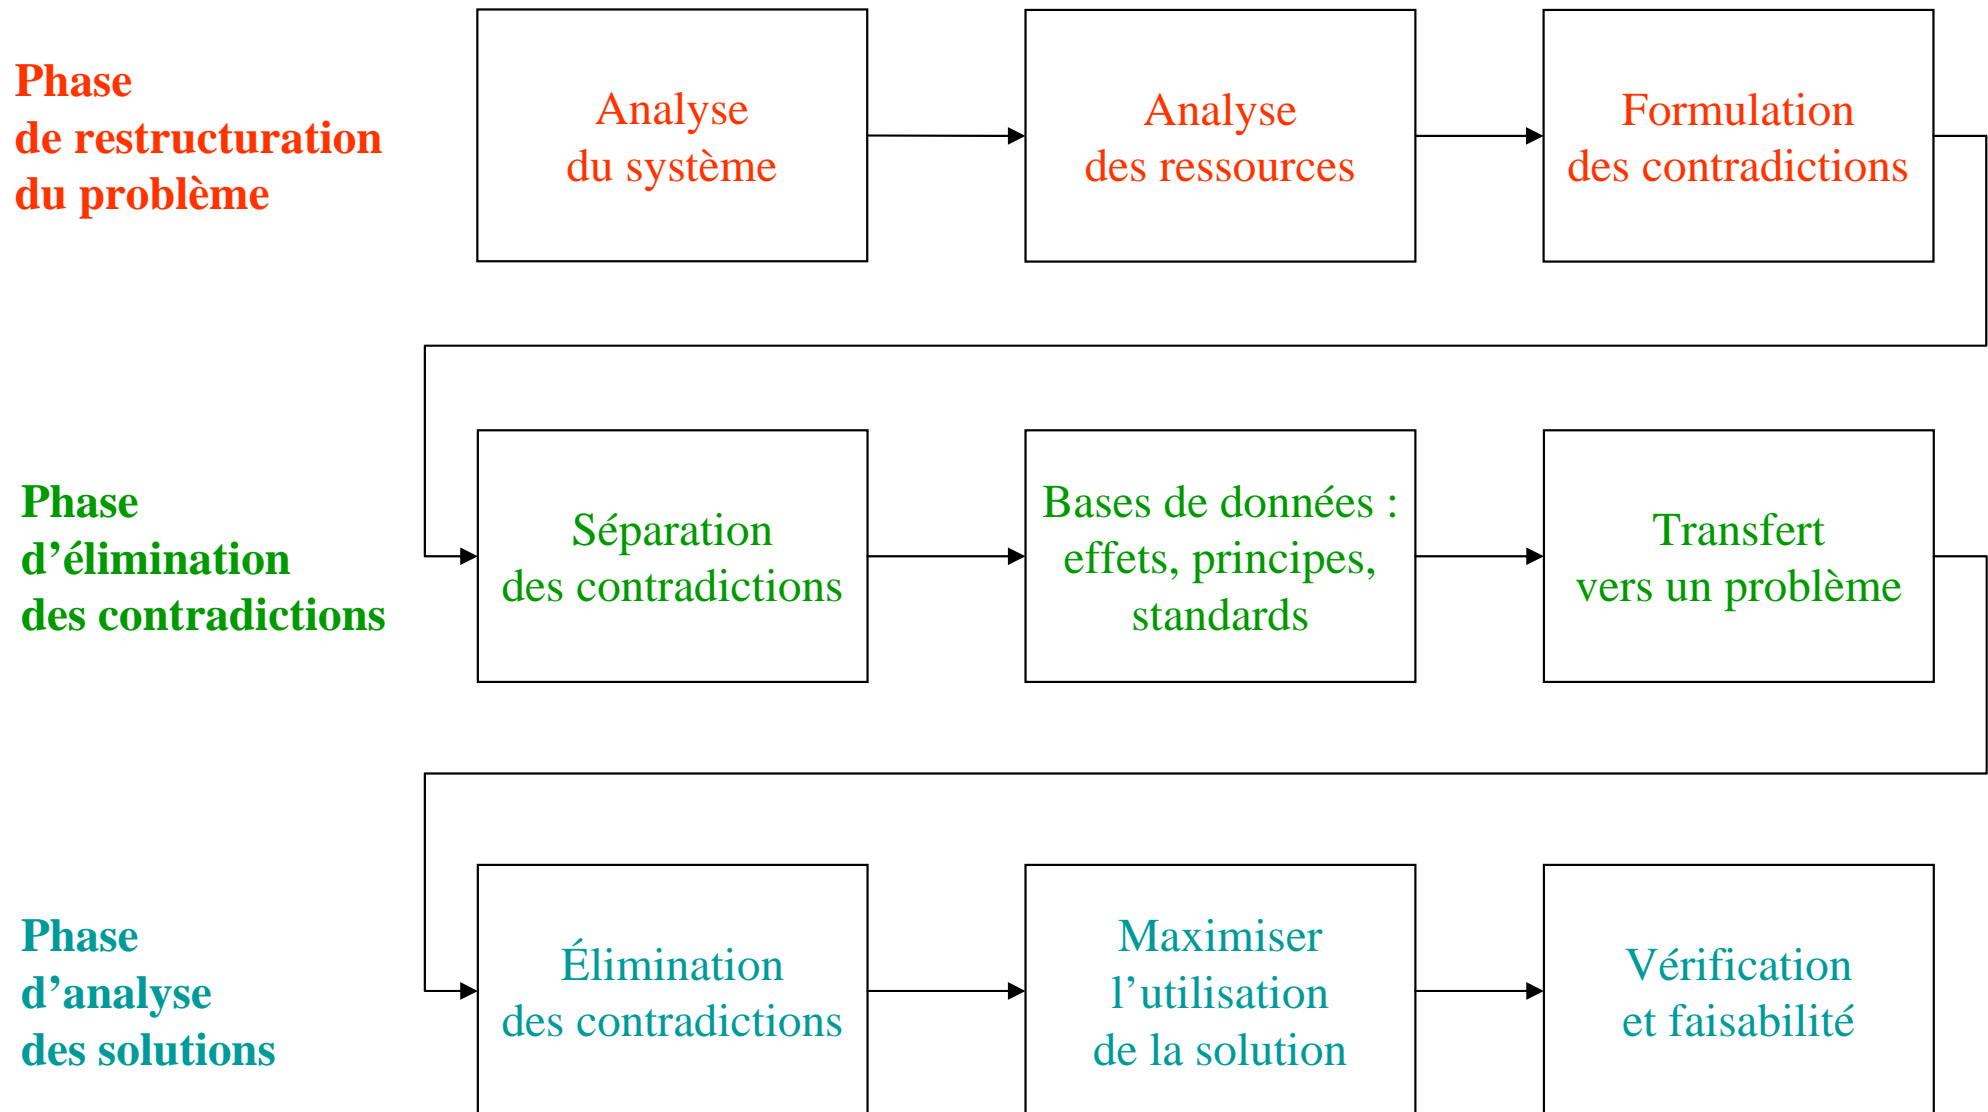 Phase
de restructuration
du problème
Analyse
du système
Analyse
des ressources
Formulation
des contradictions
Phase
d’élimination
des contradictions
Séparation
des contradictions
Bases de données :
effets, principes,
standards
Transfert
vers un problème
Phase
d’analyse
des solutions
Élimination
des contradictions
Maximiser
l’utilisation
de la solution
Vérification
et faisabilité